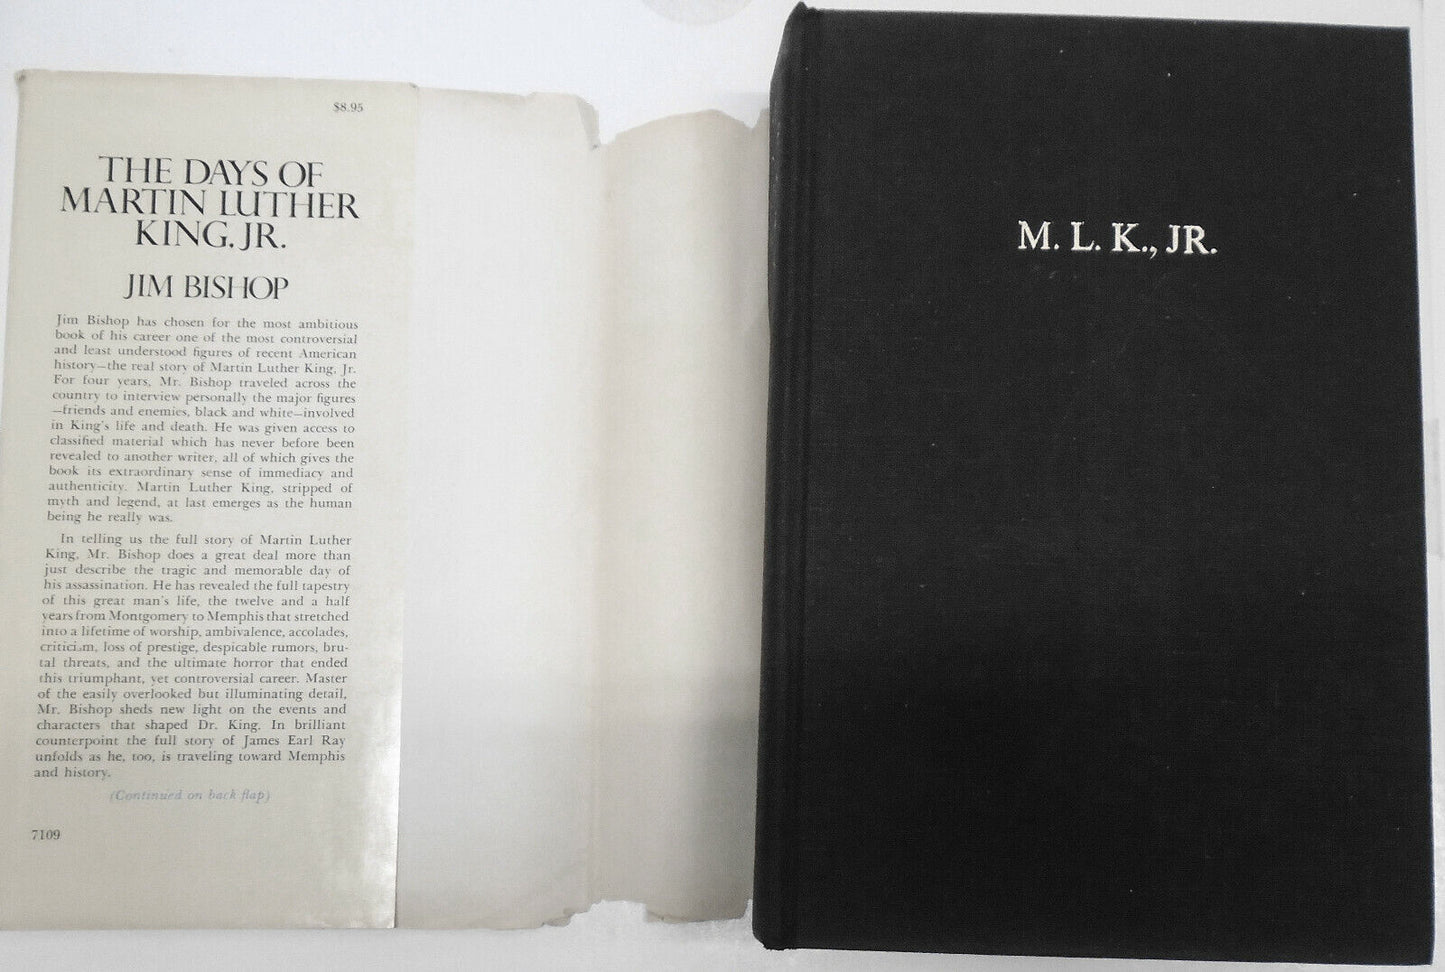 $8.95
THE DAYS OF
MARTIN LUTHER
KING, JR.
JIM BISHOP
Jim Bishop has chosen for the most ambitious
book of his career one of the most controversial
and least understood figures of recent American
history—the real story of Martin Luther King, Jr.
For four years, Mr. Bishop traveled across the
country to interview personally the major figures
—friends and enemies, black and white—involved
in King's life and death. He was given access to
classified material which has never before been
revealed to another writer, all of which gives the
book its extraordinary sense of immediacy and
authenticity. Martin Luther King, stripped of
myth and legend, at last emerges as the human
being he really was.
In telling us the full story of Martin Luther
King, Mr. Bishop does a great deal more than
just describe the tragic and memorable day of
his assassination. He has revealed the full tapestry
of this great man's life, the twelve and a half
years from Montgomery to Memphis that stretched
into a lifetime of worship, ambivalence, accolades,
criticism, loss of prestige, despicable rumors, bru-
tal threats, and the ultimate horror that ended
this triumphant, yet controversial career. Master
of the easily overlooked but illuminating detail,
Mr. Bishop sheds new light on the events and
characters that shaped Dr. King. In brilliant
counterpoint the full story of James Earl Ray
unfolds as he, too, is traveling toward Memphis
and history.
(Continued on back flap)
7109
M. L. K., JR.